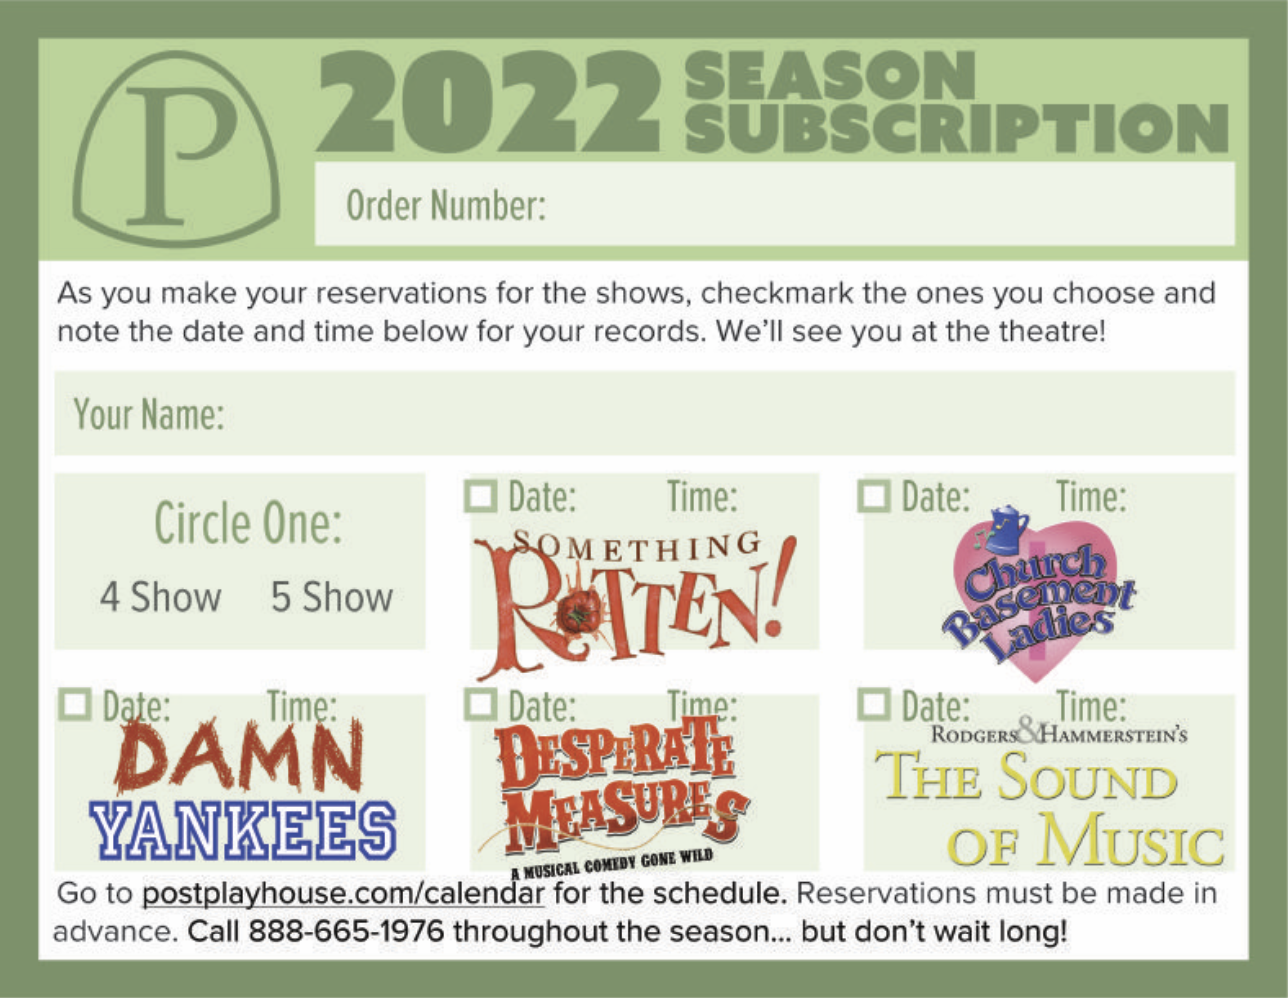 P
2022 SEASON
SUBSCRIPTION
Order Number:
As you make your reservations for the shows, checkmark the ones you choose and
note the date and time below for your records. We'll see you at the theatre!
Your Name:
Circle One:
4 Show 5 Show
Date: Time:
SOMETHING
ROTTEN!
Date: Time:
Church
Basement
Ladies
Date: Time:
DAMN
YANKEES
Date: Time:
DESPERATE
MEASURES
A MUSICAL COMEDY GONE WILD
Date: Time:
RODGERS & HAMMERSTEIN'S
THE SOUND
OF MUSIC
Go to postplayhouse.com/calendar for the schedule. Reservations must be made in
advance. Call 888-665-1976 throughout the season... but don't wait long!